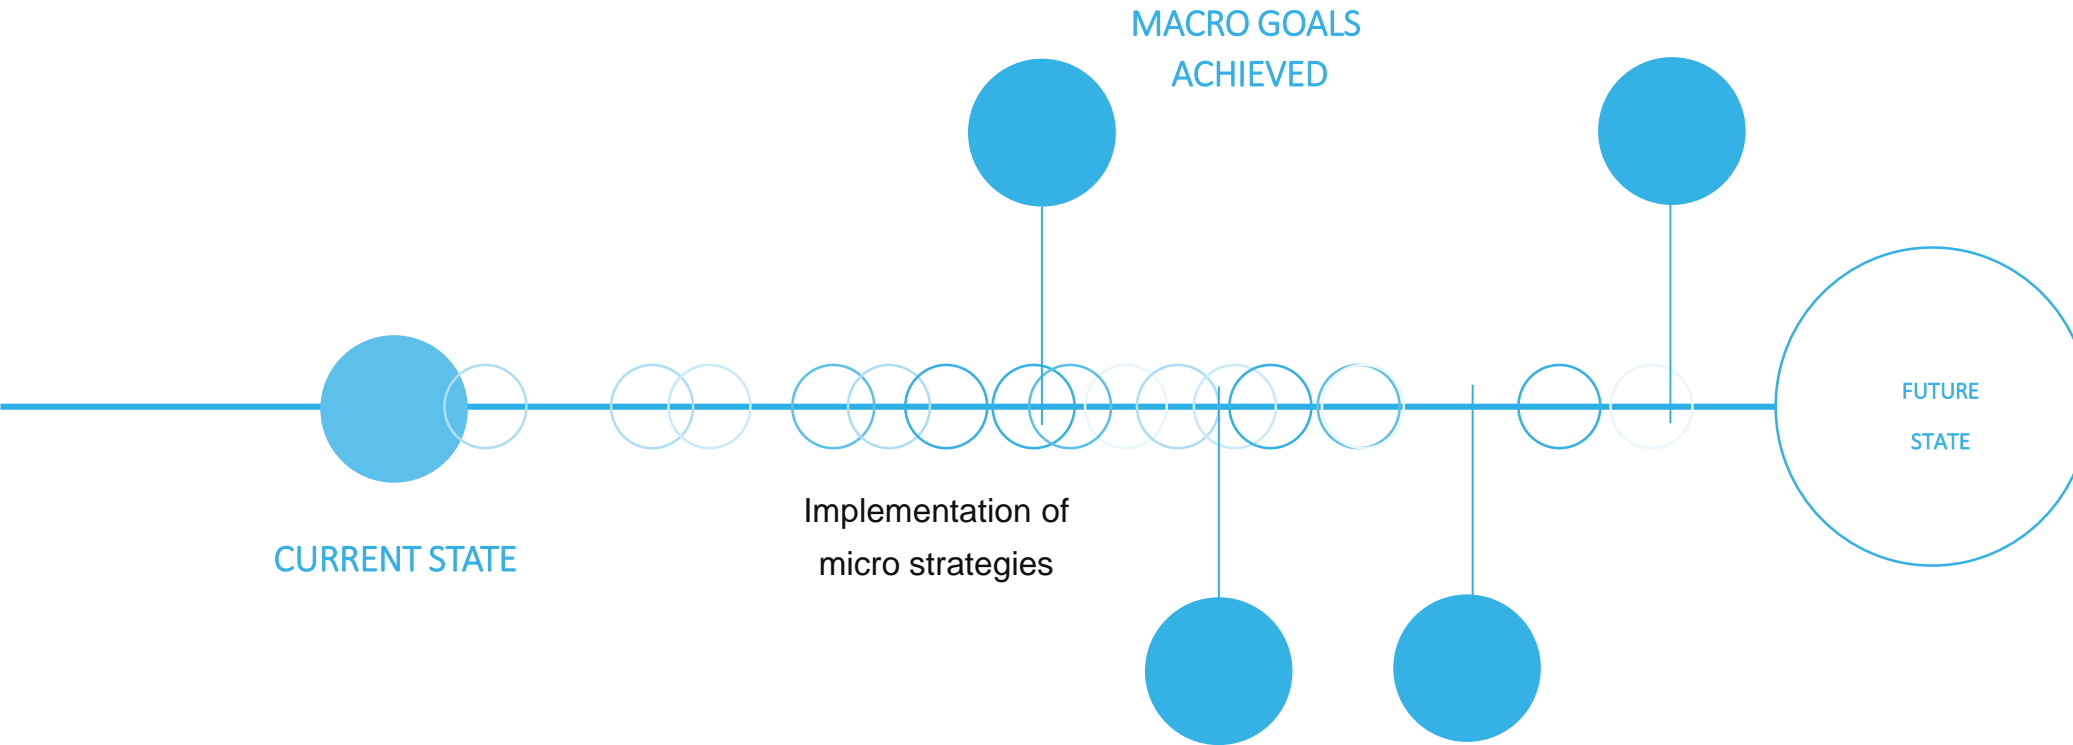 MACRO GOALS
ACHIEVED
FUTURE
STATE
Implementation of
micro strategies
CURRENT STATE